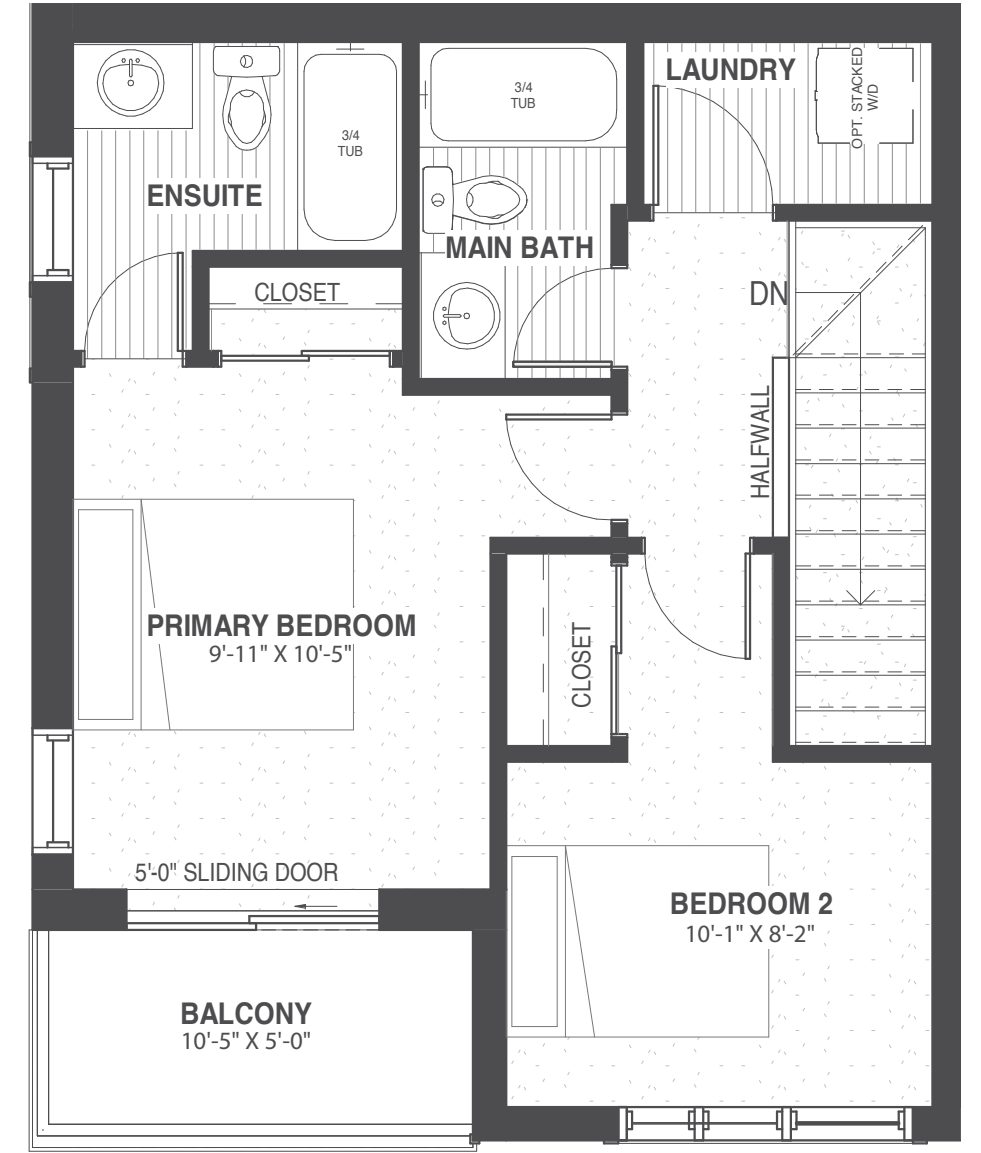 3/4
TUB
ENSUITE
CLOSET
3/4
TUB
MAIN BATH
LAUNDRY
OPT. STACKED
W/D
DN
HALFWALL
PRIMARY BEDROOM
9'-11" X 10'-5"
CLOSET
5'-0" SLIDING DOOR
BEDROOM 2
10'-1" X 8'-2"
BALCONY
10'-5" X 5'-0"